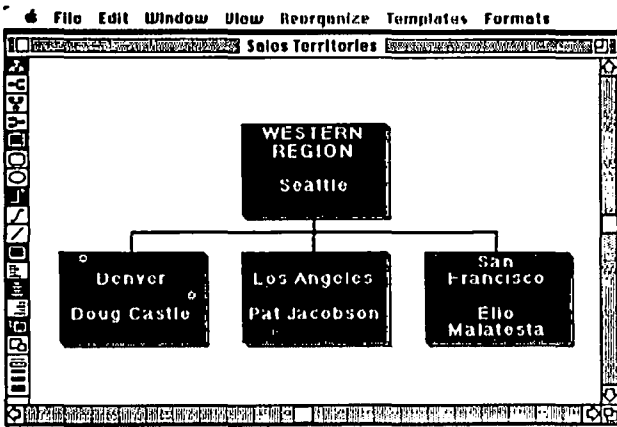 File Edit Window View Reorganize Templates Formats
Sales Territories
WESTERN
REGION
Seattle
Denver
Doug Castle
Los Angeles
Pat Jacobson
San
Francisco
Elio
Malatesta